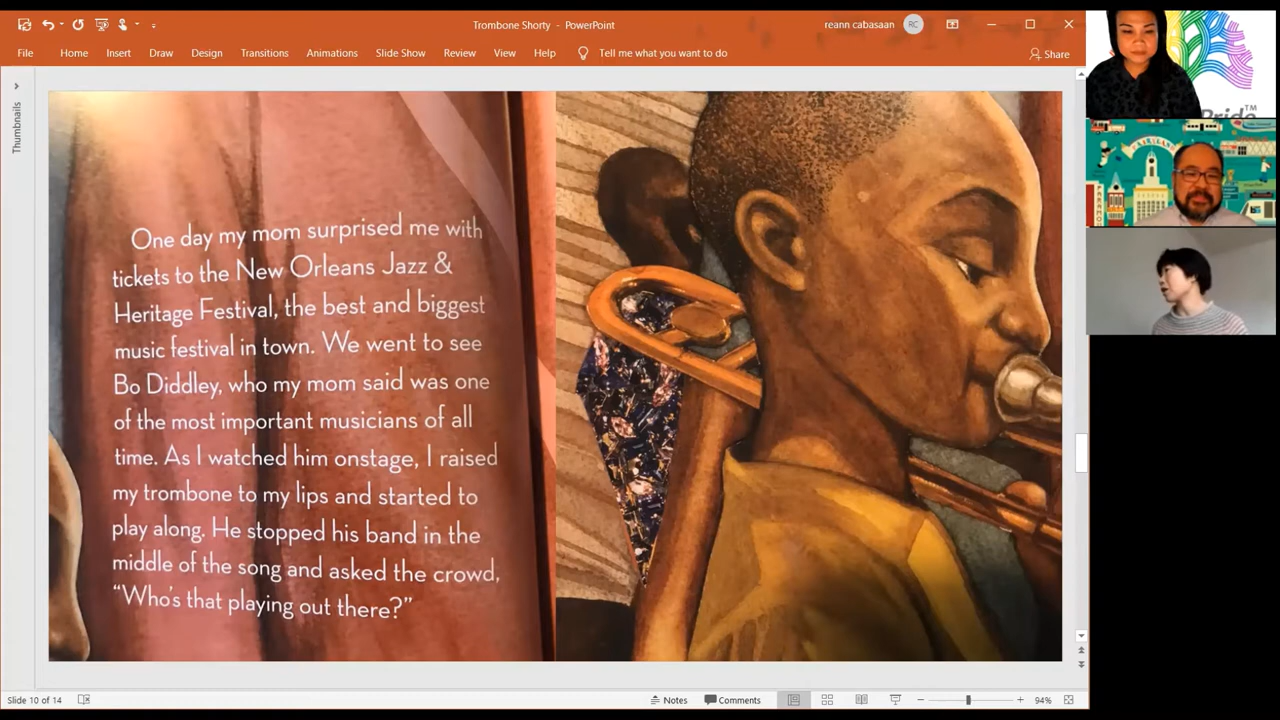 Trombone Shorty - PowerPoint
reann cabasaan
RC
File
Home
Insert
Draw
Design
Transitions
Animations
Slide Show
Review
View
Help
Tell me what you want to do
Share
Thumbnails
One day my mom surprised me with
tickets to the New Orleans Jazz &
Heritage Festival, the best and biggest
music festival in town. We went to see
Bo Diddley, who my mom said was one
of the most important musicians of all
time. As I watched him onstage, I raised
my trombone to my lips and started to
play along. He stopped his band in the
middle of the song and asked the crowd,
“Who's that playing out there?”
Pride™
PARAMO
Slide 10 of 14
Notes
Comments
94%